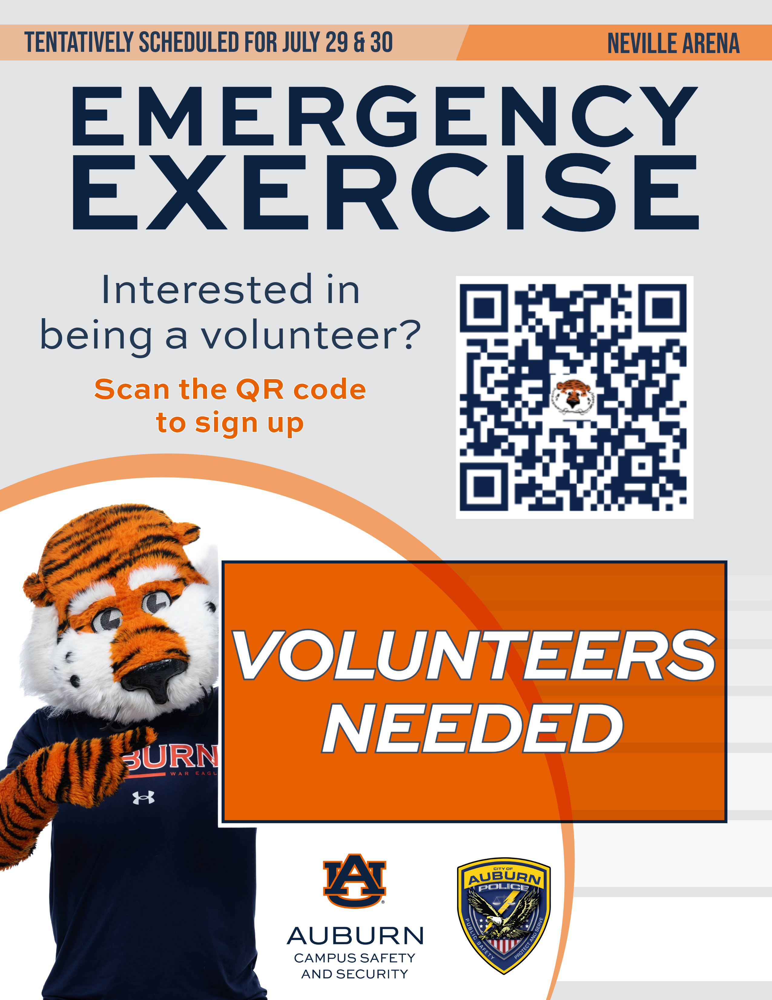 TENTATIVELY SCHEDULED FOR JULY 29 & 30
NEVILLE ARENA
EMERGENCY
EXERCISE
Interested in
being a volunteer?
Scan the QR code
to sign up
VOLUNTEERS
NEEDED
BURN
WAR EAGL
AUBURN
CAMPUS SAFETY
AND SECURITY
AU
®
CITY OF
AUBURN
POLICE
PUBLIC SAFETY
PROTECT AND SERVE